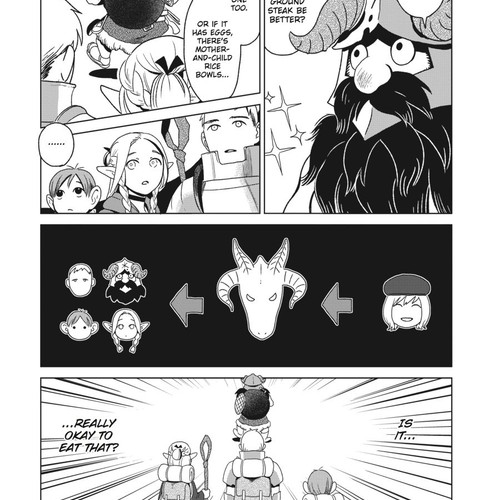 GROUND
STEAK BE
BETTER?
ONE
TOO.
OR IF IT
HAS EGGS,
THERE'S
MOTHER-
AND-CHILD
RICE
BOWLS...
......
IS
IT...
...REALLY
OKAY TO
EAT THAT?